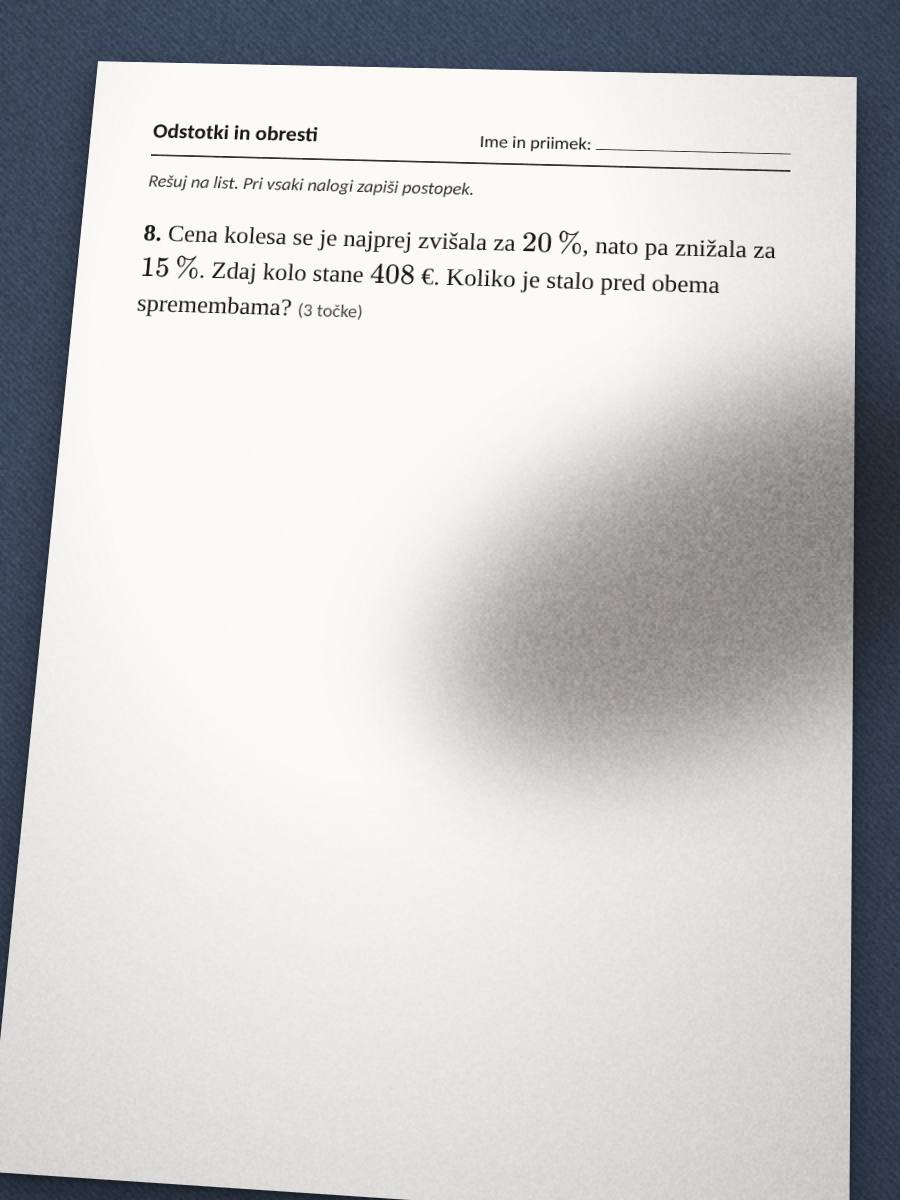 Odstotki in obresti
Ime in priimek:
Rešuj na list. Pri vsaki nalogi zapiši postopek.
8. Cena kolesa se je najprej zvišala za 20 %, nato pa znižala za
15 %. Zdaj kolo stane 408 €. Koliko je stalo pred obema
spremembama? (3 točke)